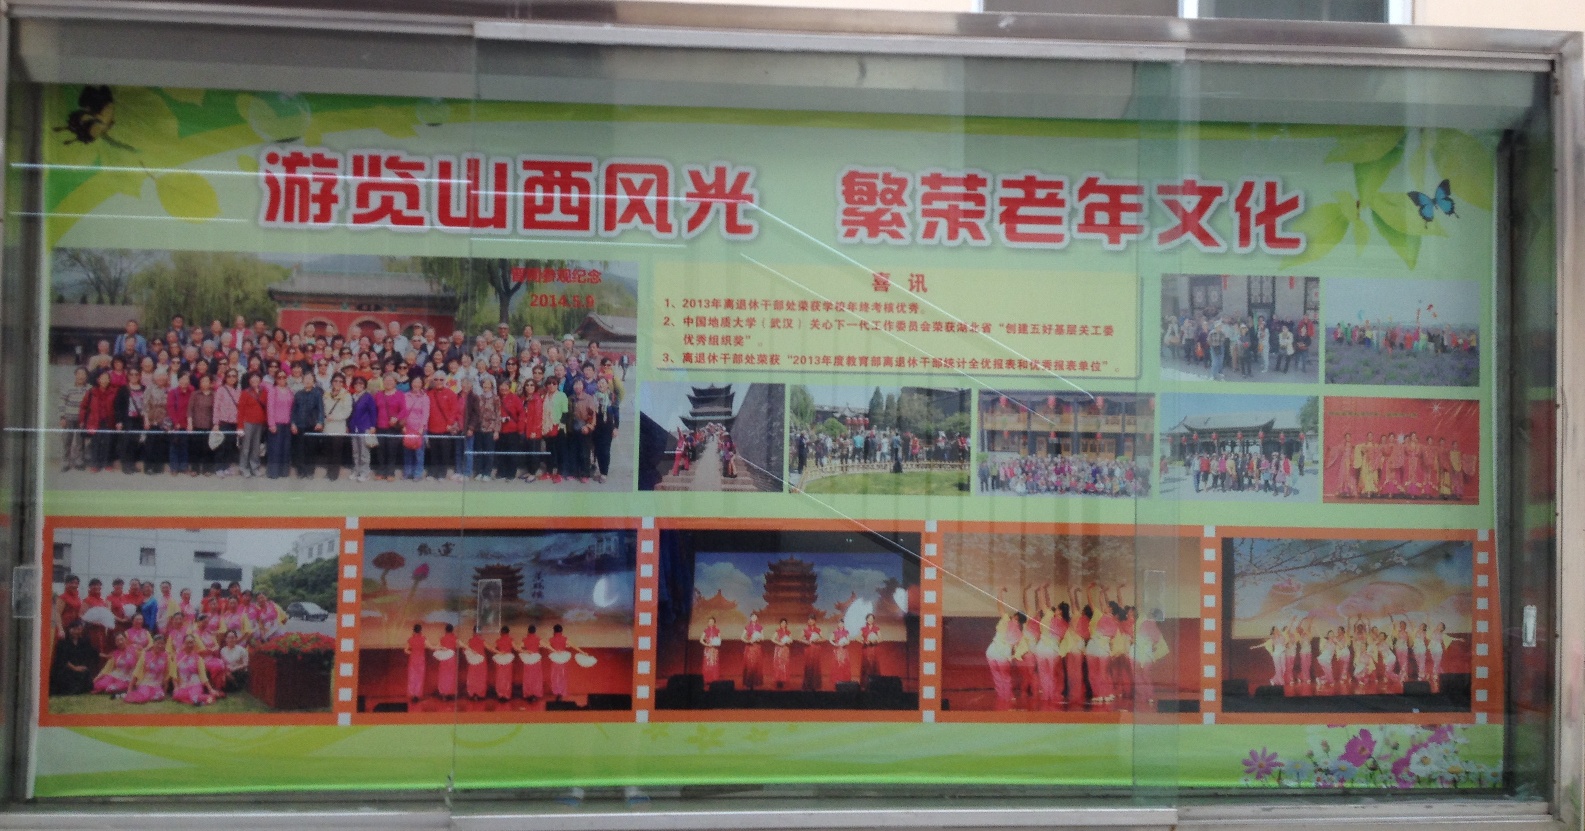 游览山西风光 繁荣老年文化
参观纪念
2014.5.9
喜 讯
1、2013年离退休干部处荣获学校年终考核优秀。
2、中国地质大学（武汉）关心下一代工作委员会荣获湖北省“创建五好基层关工委
优秀组织奖”。
3、离退休干部处荣获“2013年度教育部离退休干部统计全优报表和优秀报表单位”。